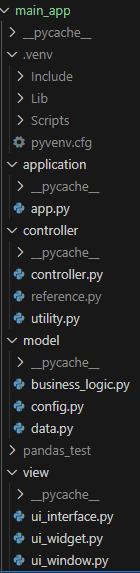 main_app
__pycache__
.venv
Include
Lib
Scripts
pyvenv.cfg
application
__pycache__
app.py
controller
__pycache__
controller.py
reference.py
utility.py
model
__pycache__
business_logic.py
config.py
data.py
pandas_test
view
__pycache__
ui_interface.py
ui_widget.py
ui_window.py